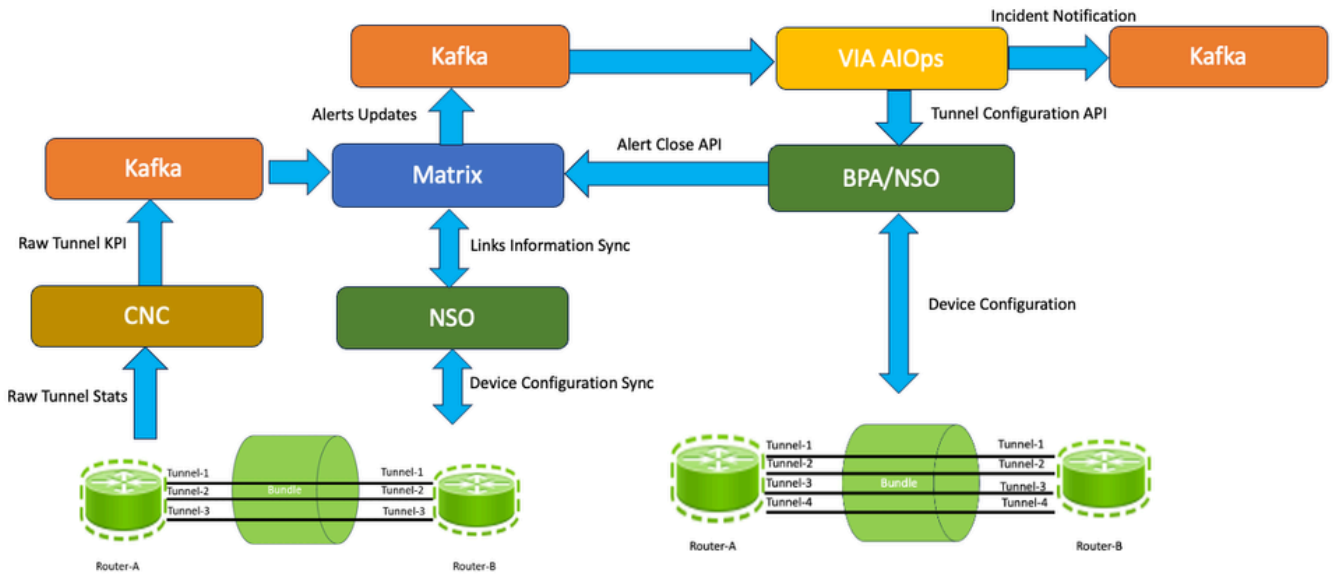 Incident Notification
Kafka
VIA AIOps
Kafka
Alerts Updates
Tunnel Configuration API
Alert Close API
Kafka
Matrix
BPA/NSO
Raw Tunnel KPI
Links Information Sync
Device Configuration
CNC
NSO
Raw Tunnel Stats
Device Configuration Sync
Tunnel-1
Tunnel-2
Tunnel-3
Bundle
Tunnel-1
Tunnel-2
Tunnel-3
Router-A
Router-B
Tunnel-1
Tunnel-2
Tunnel-3
Tunnel-4
Bundle
Tunnel-1
Tunnel-2
Tunnel-3
Tunnel-4
Router-A
Router-B